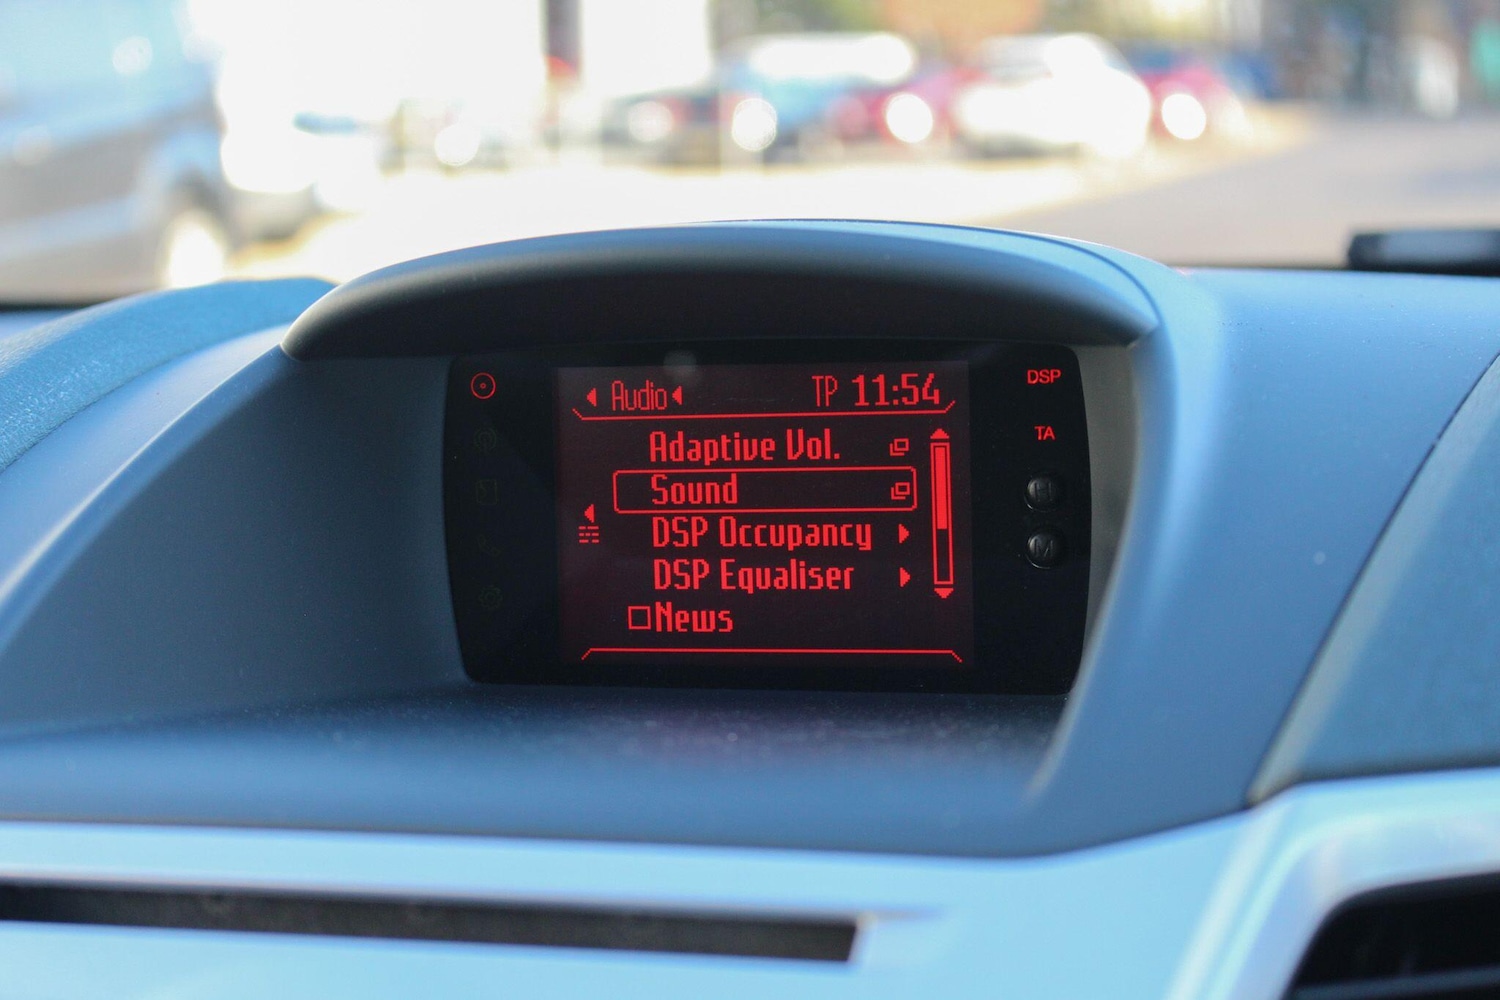 Audio TP 11:54
Adaptive Vol.
Sound
DSP Occupancy
DSP Equaliser
News
DSP
TA
H
M